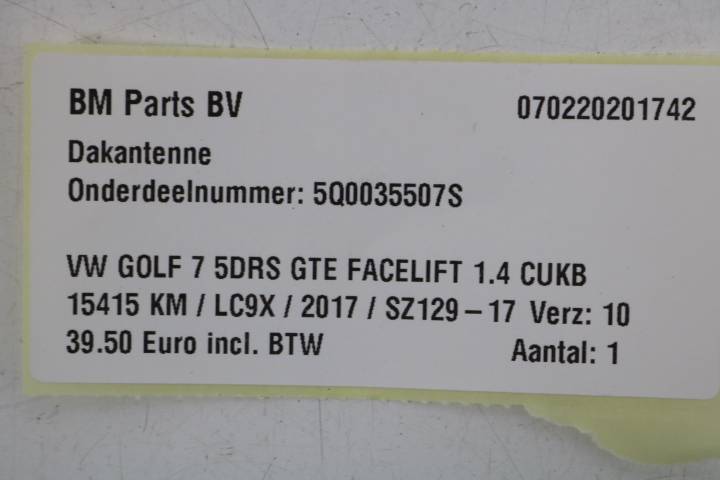 BM Parts BV 070220201742
Dakantenne
Onderdeelnummer: 5Q0035507S
VW GOLF 7 5DRS GTE FACELIFT 1.4 CUKB
15415 KM / LC9X / 2017 / SZ129-17 Verz: 10
39.50 Euro incl. BTW Aantal: 1